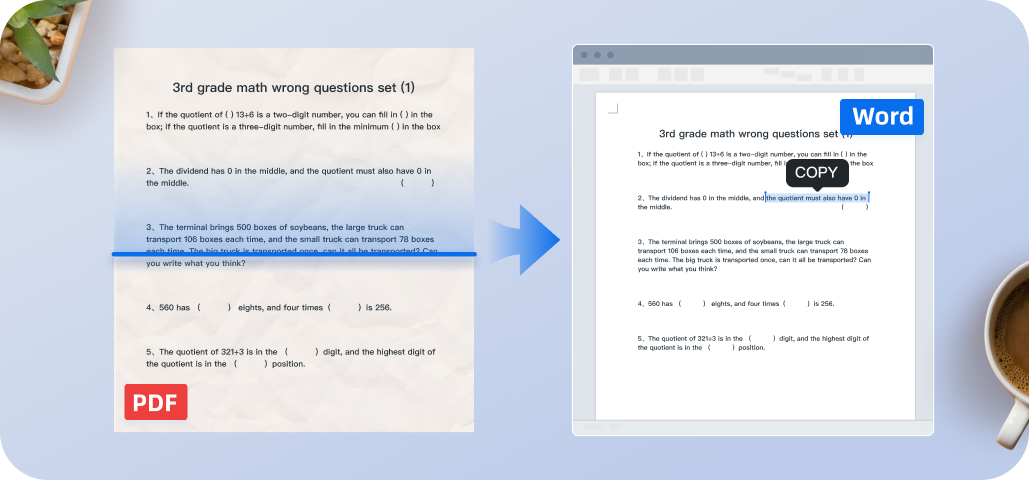 3rd grade math wrong questions set (1)
1、If the quotient of ( ) 13÷6 is a two-digit number, you can fill in ( ) in the
box; if the quotient is a three-digit number, fill in the minimum ( ) in the box
2、The dividend has 0 in the middle, and the quotient must also have 0 in
the middle. ( )
3、The terminal brings 500 boxes of soybeans, the large truck can
transport 106 boxes each time, and the small truck can transport 78 boxes
each time. The big truck is transported once, can it all be transported? Can
you write what you think?
4、560 has ( ) eights, and four times ( ) is 256.
5、The quotient of 321÷3 is in the ( ) digit, and the highest digit of
the quotient is in the ( ) position.
PDF
Word
3rd grade math wrong questions set (1)
1、If the quotient of ( ) 13÷6 is a two-digit number, you can fill in ( ) in the
box; if the quotient is a three-digit number, fill in the box
COPY
2、The dividend has 0 in the middle, and the quotient must also have 0 in
the middle. ( )
3、The terminal brings 500 boxes of soybeans, the large truck can
transport 106 boxes each time, and the small truck can transport 78 boxes
each time. The big truck is transported once, can it all be transported? Can
you write what you think?
4、560 has ( ) eights, and four times ( ) is 256.
5、The quotient of 321÷3 is in the ( ) digit, and the highest digit of
the quotient is in the ( ) position.